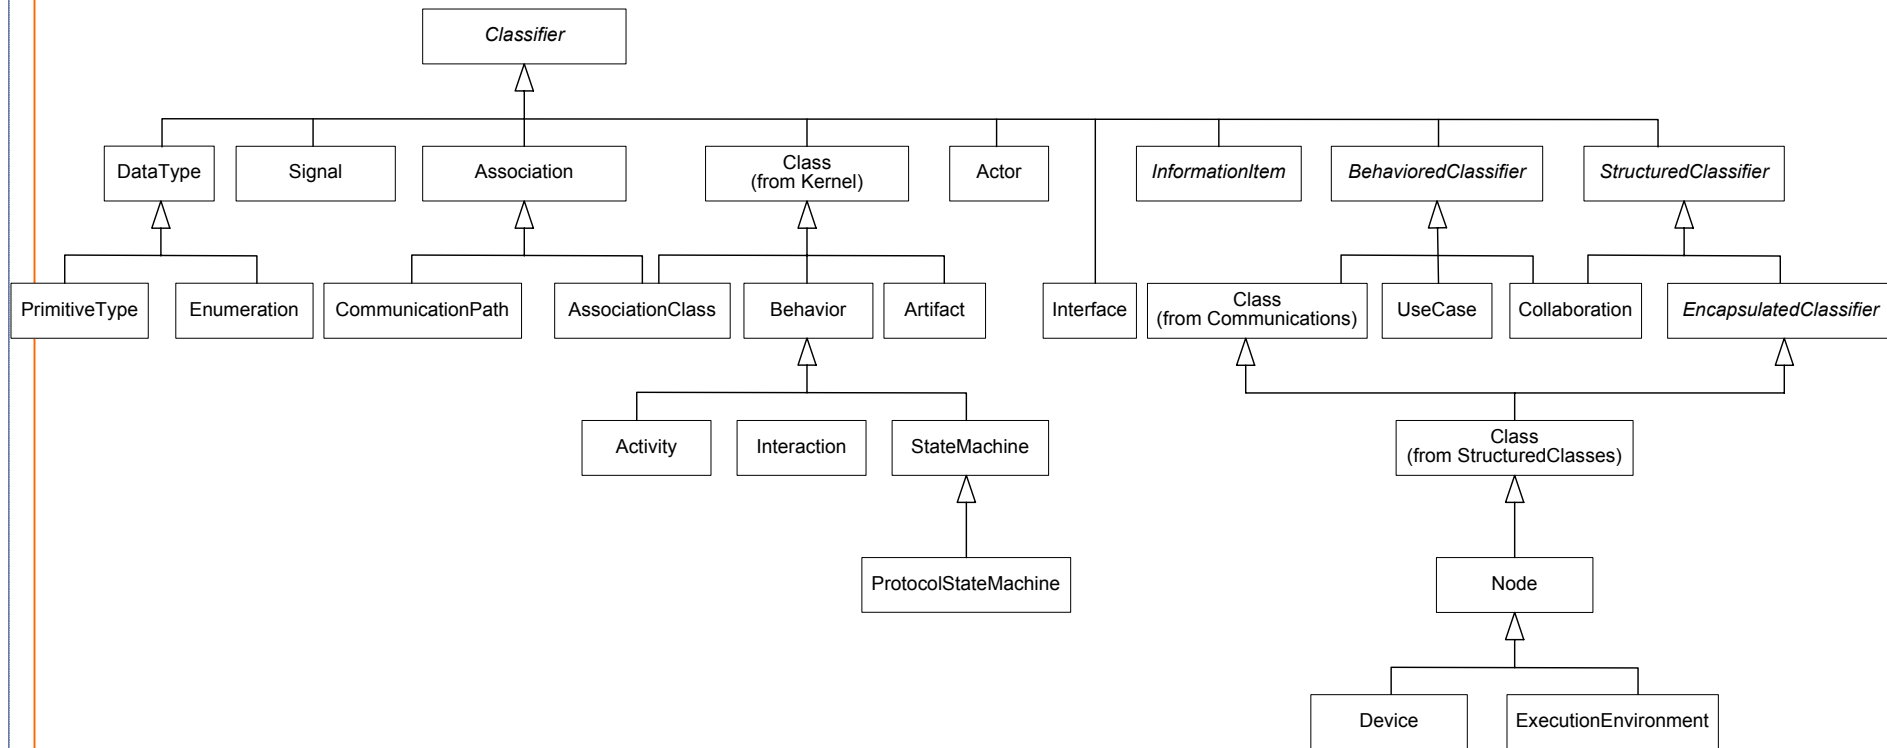 Classifier
DataType
Signal
Association
Class
(from Kernel)
Actor
InformationItem
BehavioredClassifier
StructuredClassifier
PrimitiveType
Enumeration
CommunicationPath
AssociationClass
Behavior
Artifact
Interface
Class
(from Communications)
UseCase
Collaboration
EncapsulatedClassifier
Activity
Interaction
StateMachine
Class
(from StructuredClasses)
ProtocolStateMachine
Node
Device
ExecutionEnvironment